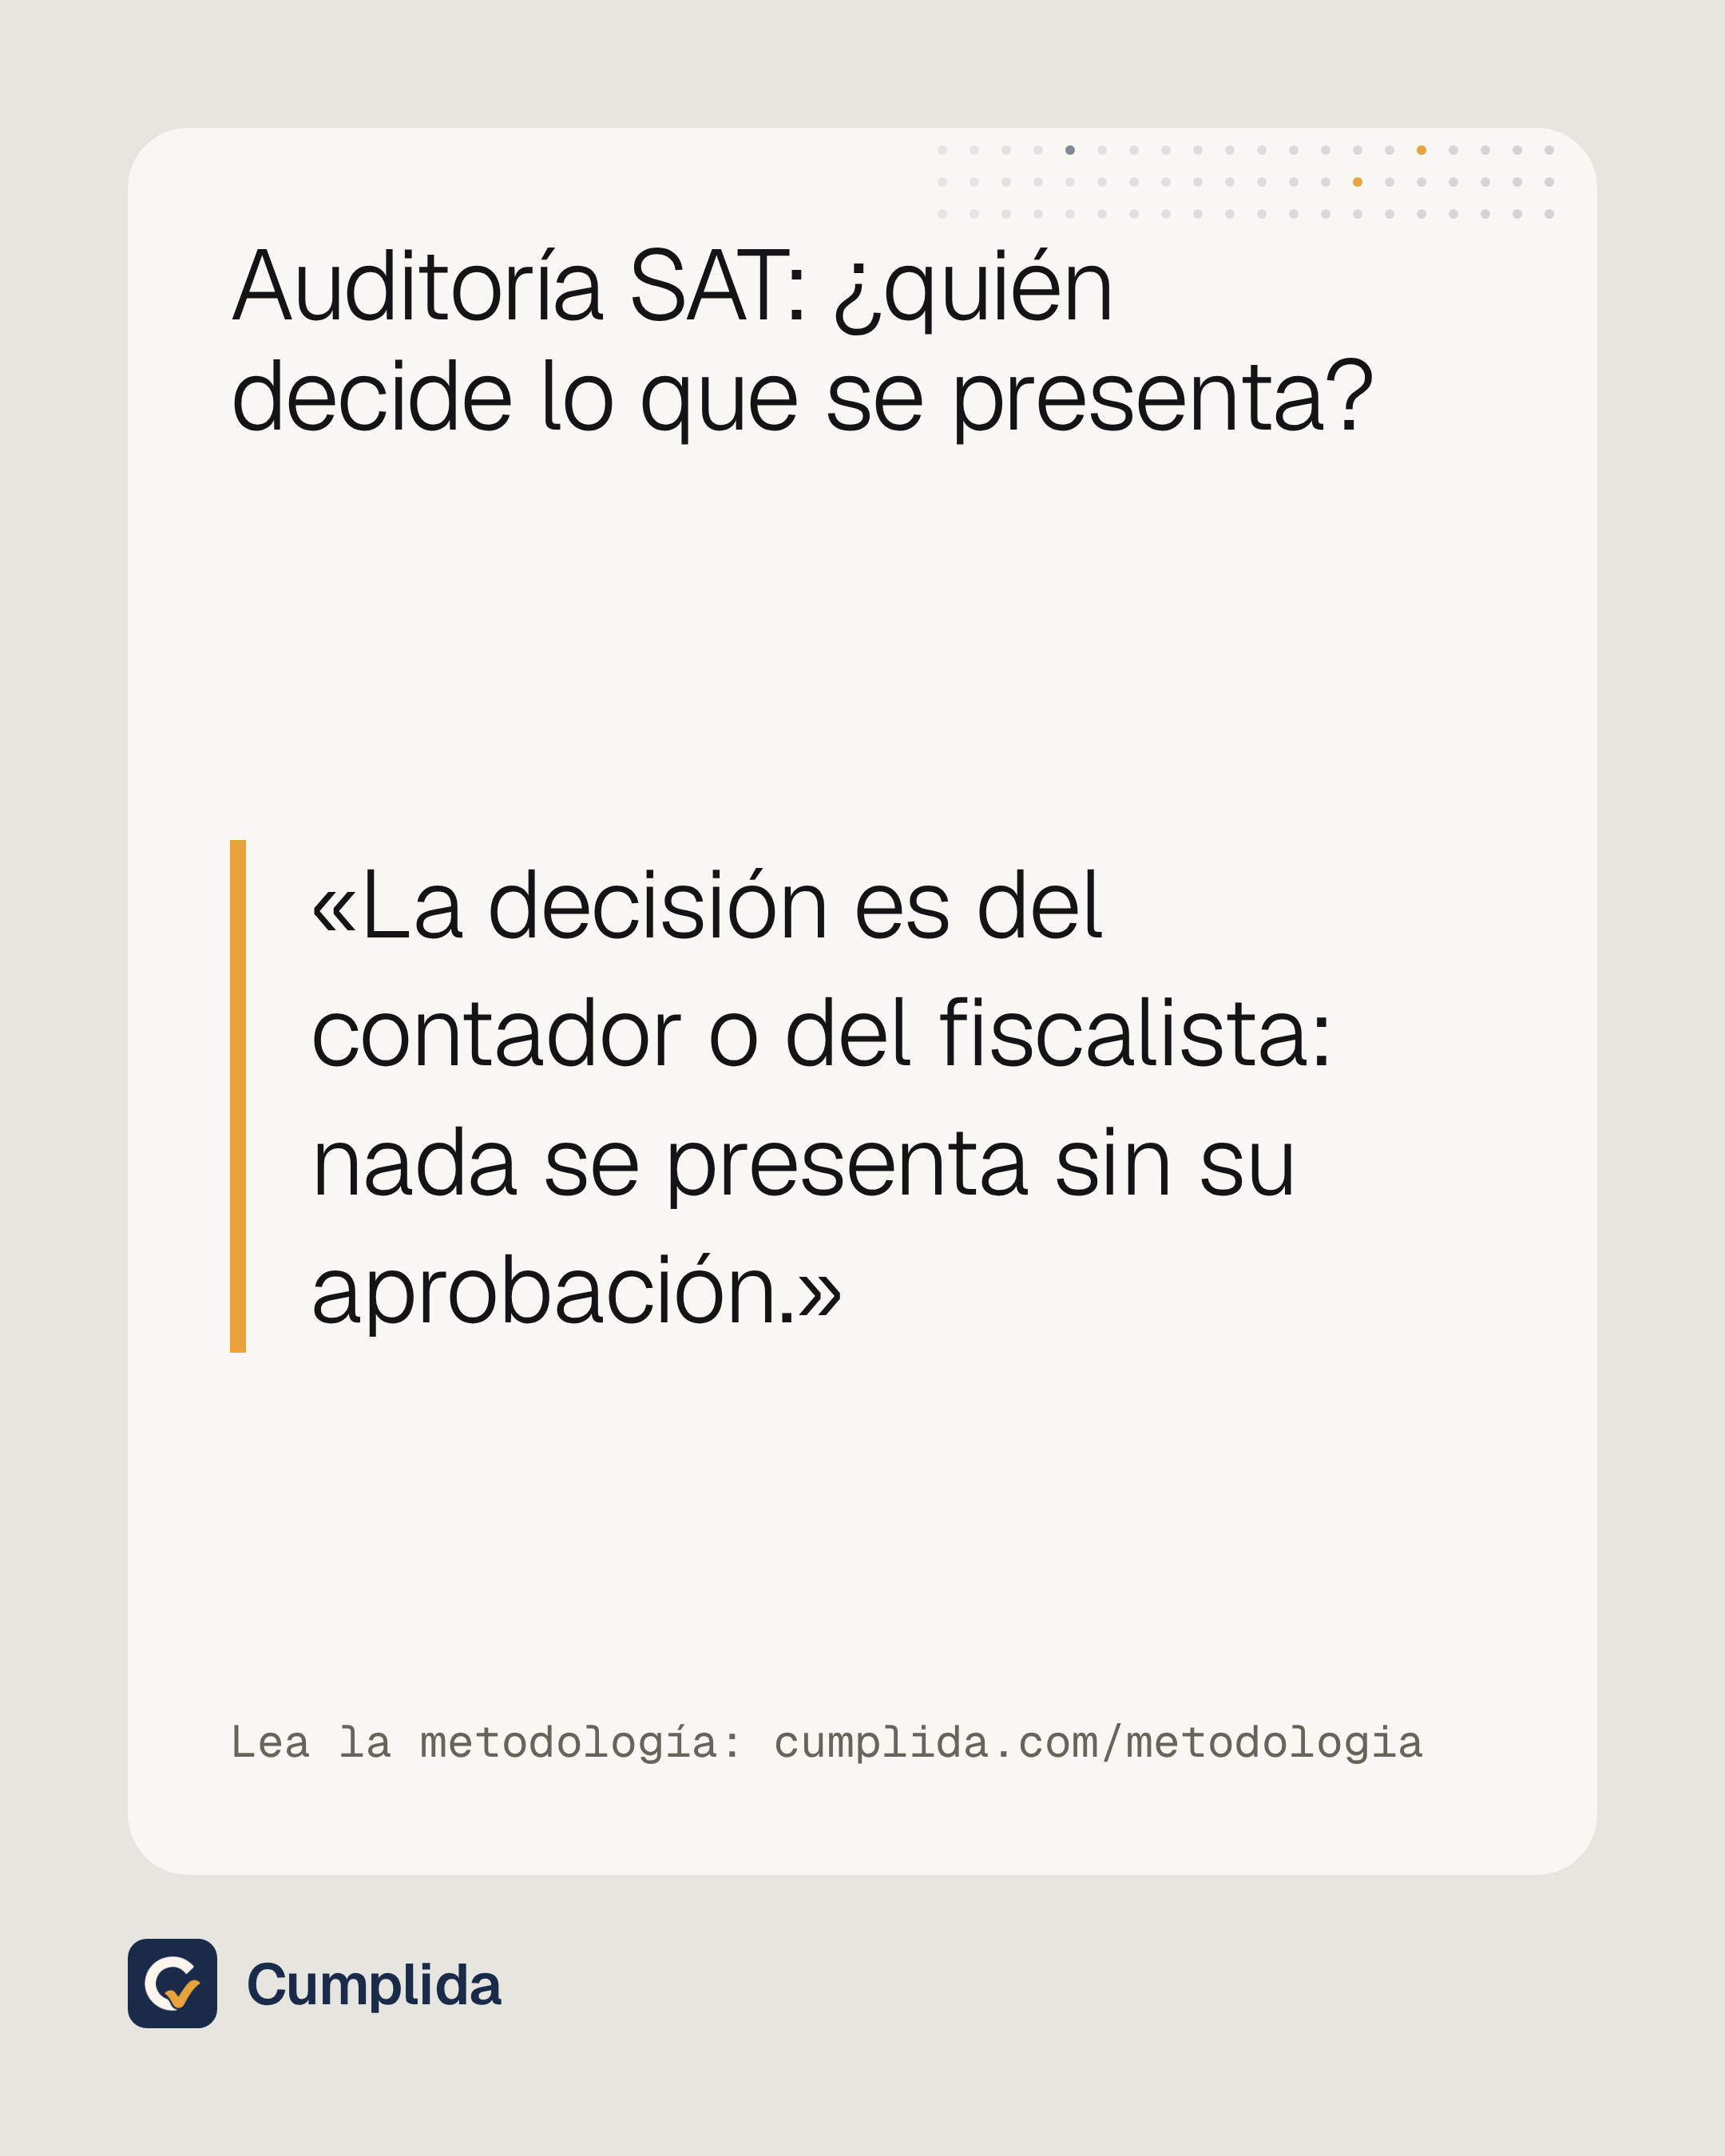 Auditoría SAT: ¿quién
decide lo que se presenta?
«La decisión es del
contador o del fiscalista:
nada se presenta sin su
aprobación.»
Lea la metodología: cumplida.com/metodologia
Cumplida